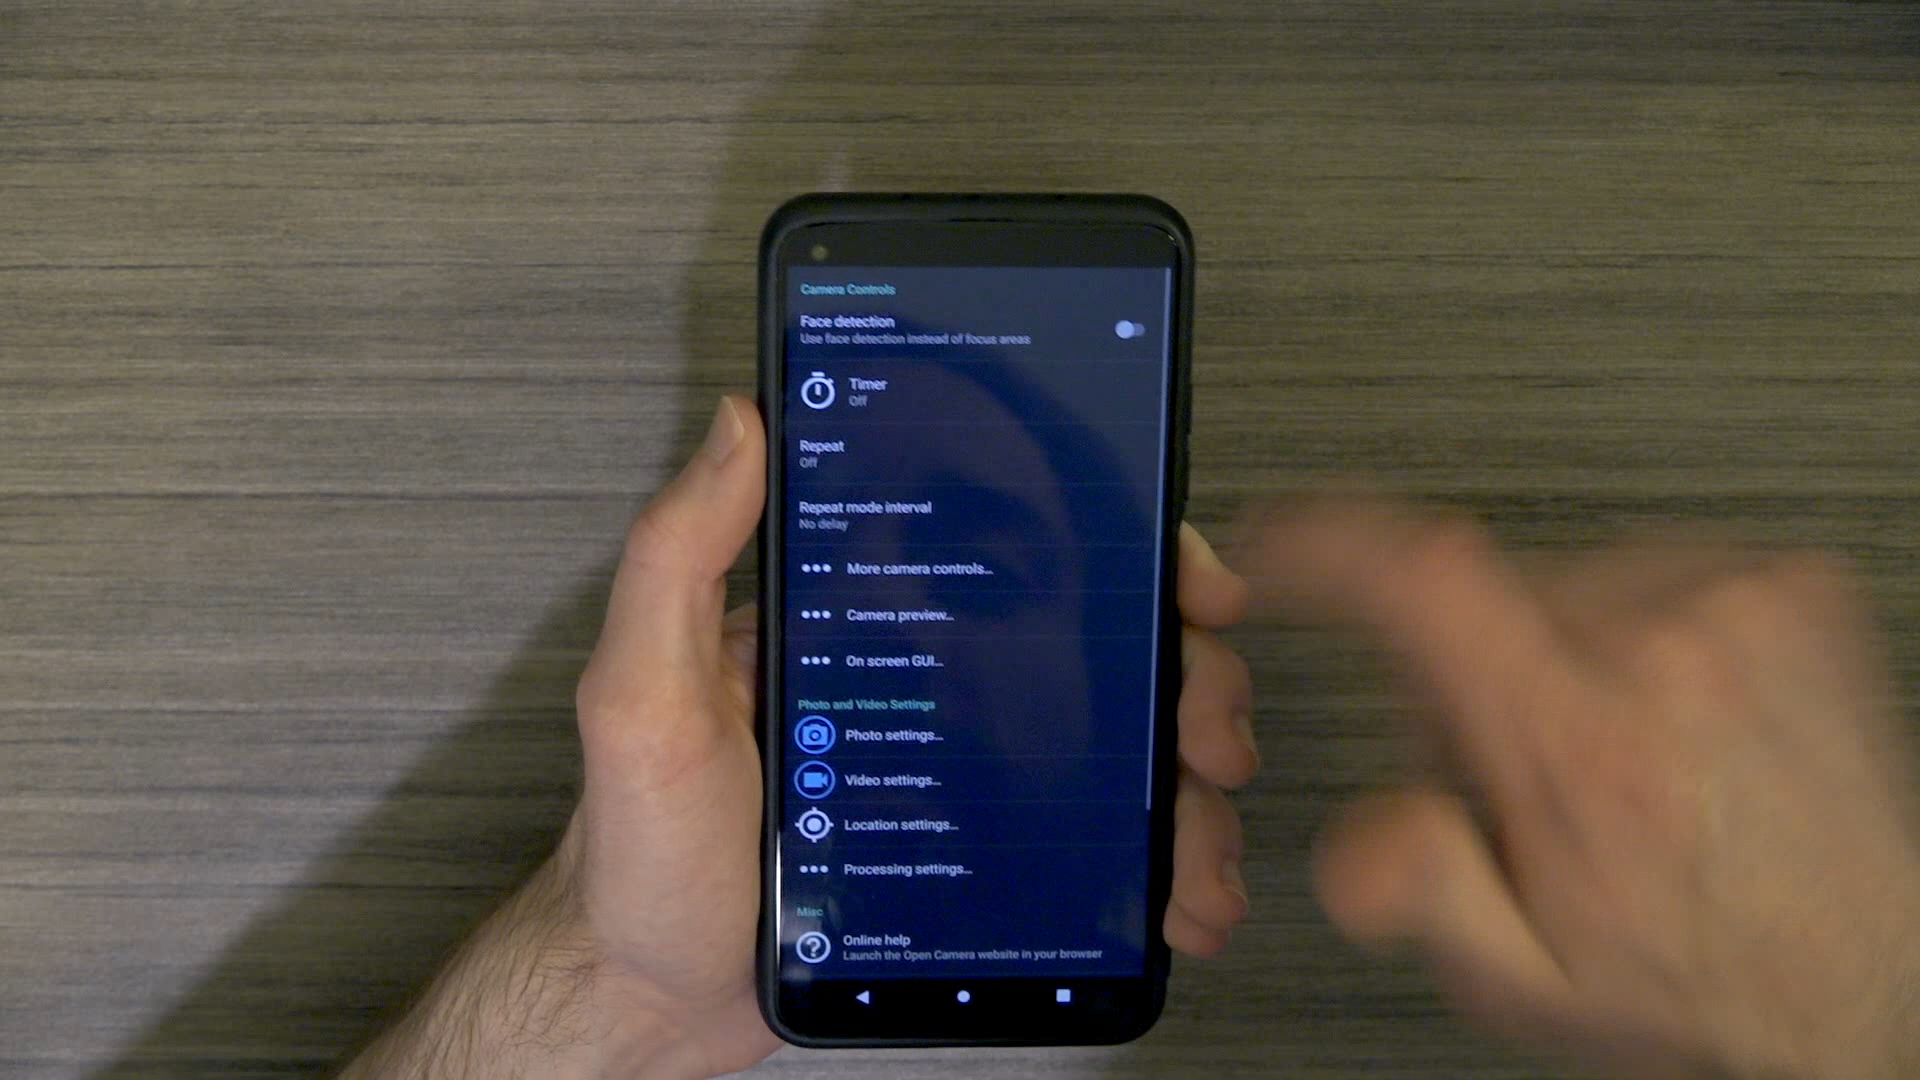 Camera Controls
Face detection
Use face detection instead of focus areas
Timer
Off
Repeat
Off
Repeat mode interval
No delay
More camera controls...
Camera preview...
On screen GUI...
Photo and Video Settings
Photo settings...
Video settings...
Location settings...
Processing settings...
Misc
Online help
Launch the Open Camera website in your browser